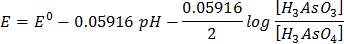 E = E⁰ − 0.05916 pH − 0.05916/2 log [H₃AsO₃]/[H₃AsO₄]